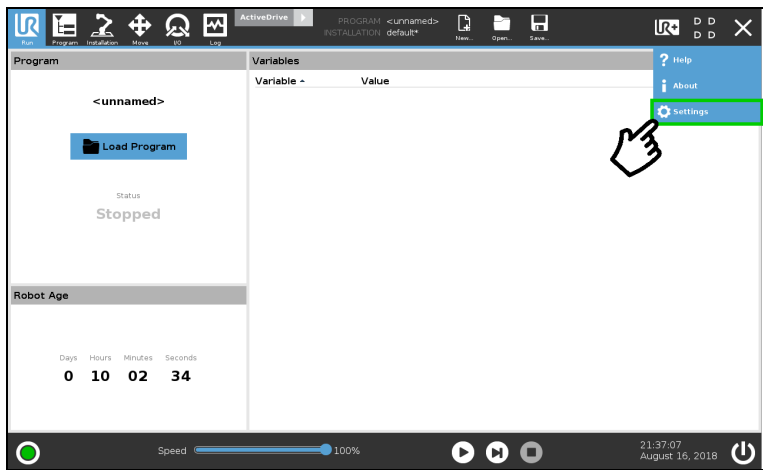 UR
Run
Program
Installation
Move
I/O
Log
ActiveDrive
PROGRAM <unnamed>
INSTALLATION default*
New...
Open...
Save...
UR+
D D
D D
Program
Variables
? Help
i About
Settings
Variable
Value
<unnamed>
Load Program
Status
Stopped
Robot Age
Days Hours Minutes Seconds
0 10 02 34
Speed
100%
21:37:07
August 16, 2018